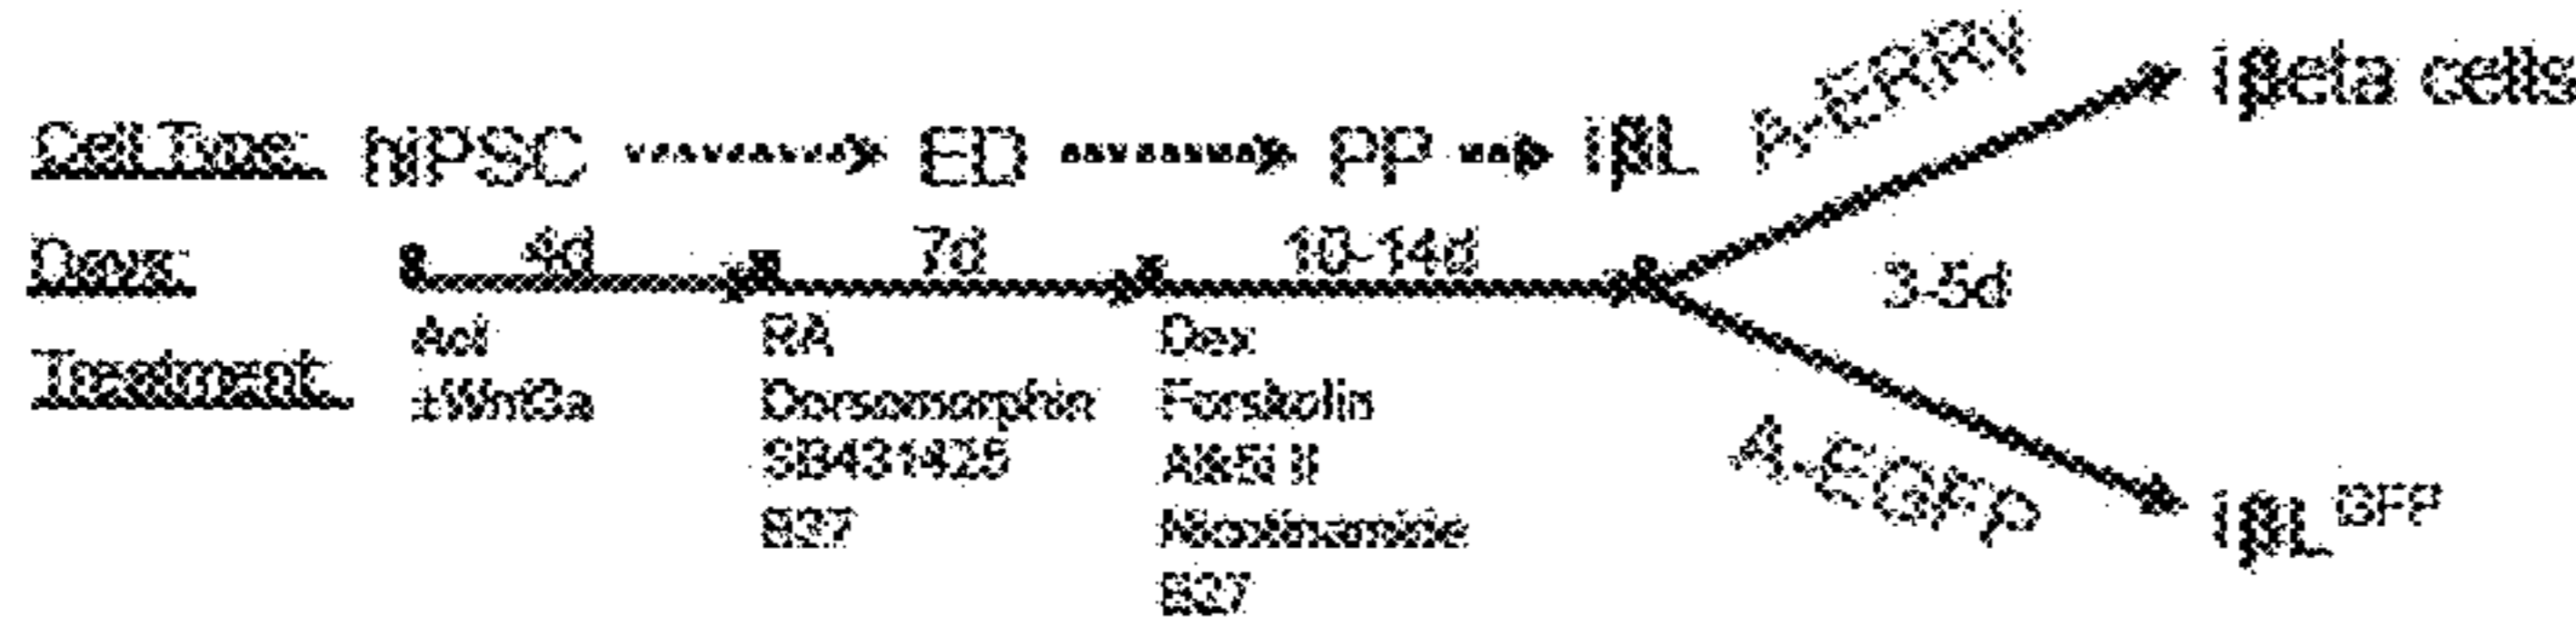 Cell Type: hiPSC ED PP iβL A-ERRγ iβeta cells
Days: 4d 7d 10-14d 3-5d
Treatment: Act RA Dex
±Wnt3a Dorsomorphin Forskolin
SB431425 Alk5i II A-EGFP
B27 Nicotinamide iβL GFP
B27